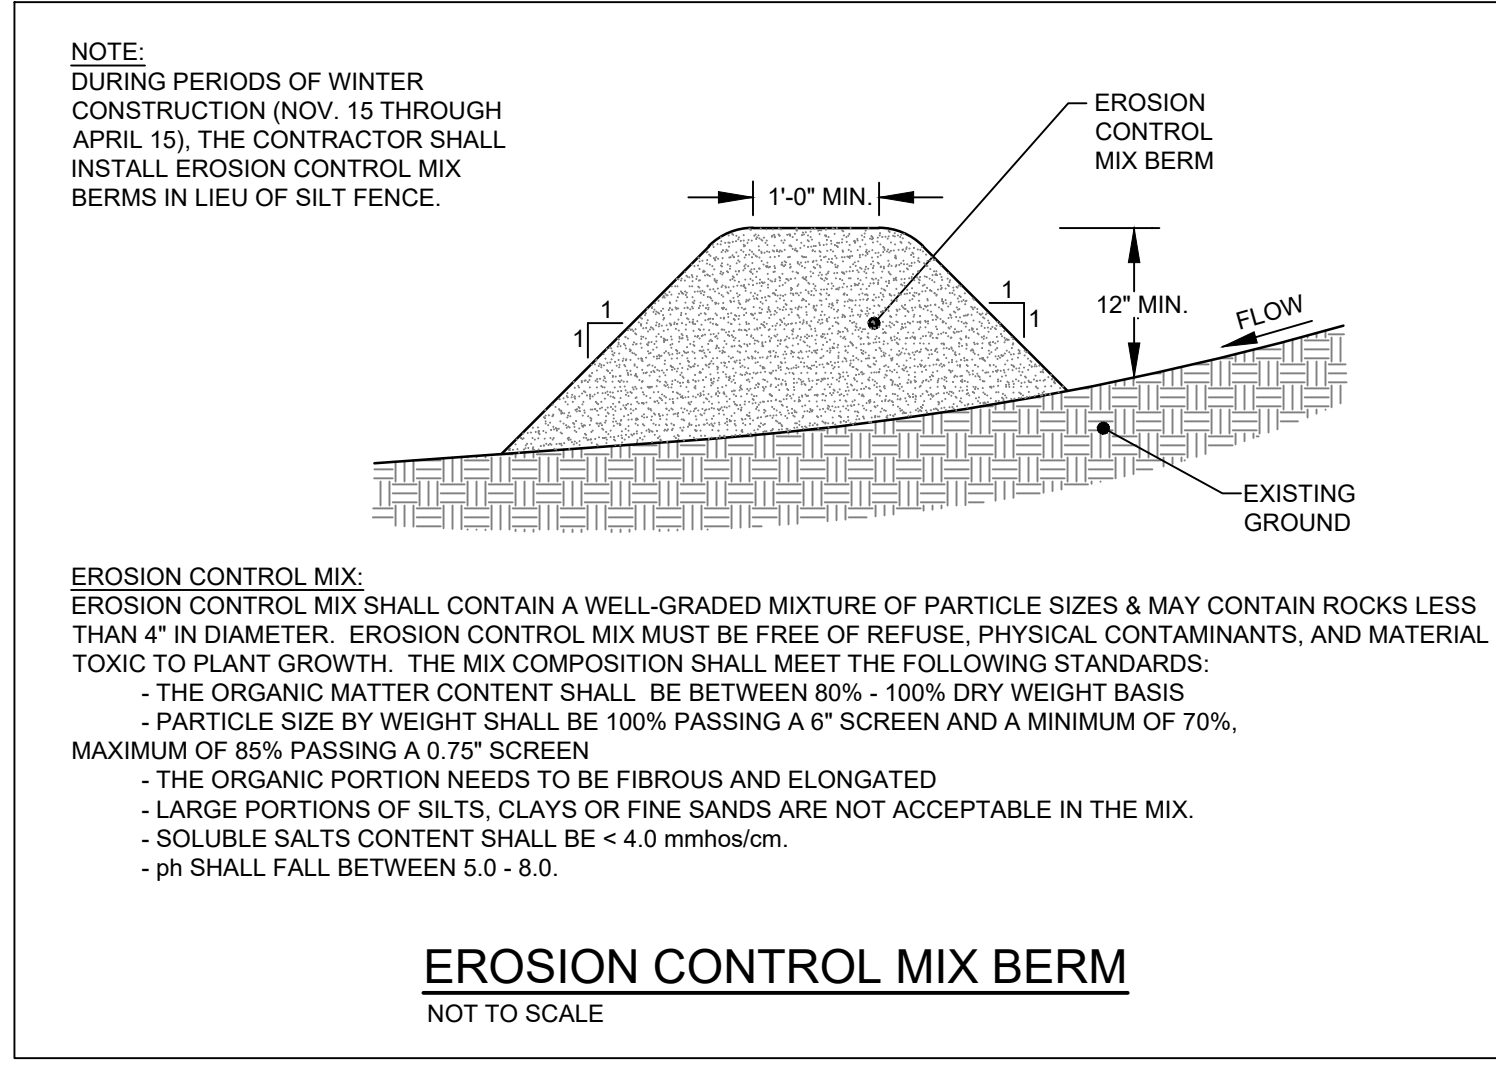 NOTE:
DURING PERIODS OF WINTER
CONSTRUCTION (NOV. 15 THROUGH
APRIL 15), THE CONTRACTOR SHALL
INSTALL EROSION CONTROL MIX
BERMS IN LIEU OF SILT FENCE.
EROSION
CONTROL
MIX BERM
1'-0" MIN.
1
1
1
1
12" MIN.
FLOW
EXISTING
GROUND
EROSION CONTROL MIX:
EROSION CONTROL MIX SHALL CONTAIN A WELL-GRADED MIXTURE OF PARTICLE SIZES & MAY CONTAIN ROCKS LESS
THAN 4" IN DIAMETER. EROSION CONTROL MIX MUST BE FREE OF REFUSE, PHYSICAL CONTAMINANTS, AND MATERIAL
TOXIC TO PLANT GROWTH. THE MIX COMPOSITION SHALL MEET THE FOLLOWING STANDARDS:
- THE ORGANIC MATTER CONTENT SHALL BE BETWEEN 80% - 100% DRY WEIGHT BASIS
- PARTICLE SIZE BY WEIGHT SHALL BE 100% PASSING A 6" SCREEN AND A MINIMUM OF 70%,
MAXIMUM OF 85% PASSING A 0.75" SCREEN
- THE ORGANIC PORTION NEEDS TO BE FIBROUS AND ELONGATED
- LARGE PORTIONS OF SILTS, CLAYS OR FINE SANDS ARE NOT ACCEPTABLE IN THE MIX.
- SOLUBLE SALTS CONTENT SHALL BE < 4.0 mmhos/cm.
- ph SHALL FALL BETWEEN 5.0 - 8.0.
EROSION CONTROL MIX BERM
NOT TO SCALE